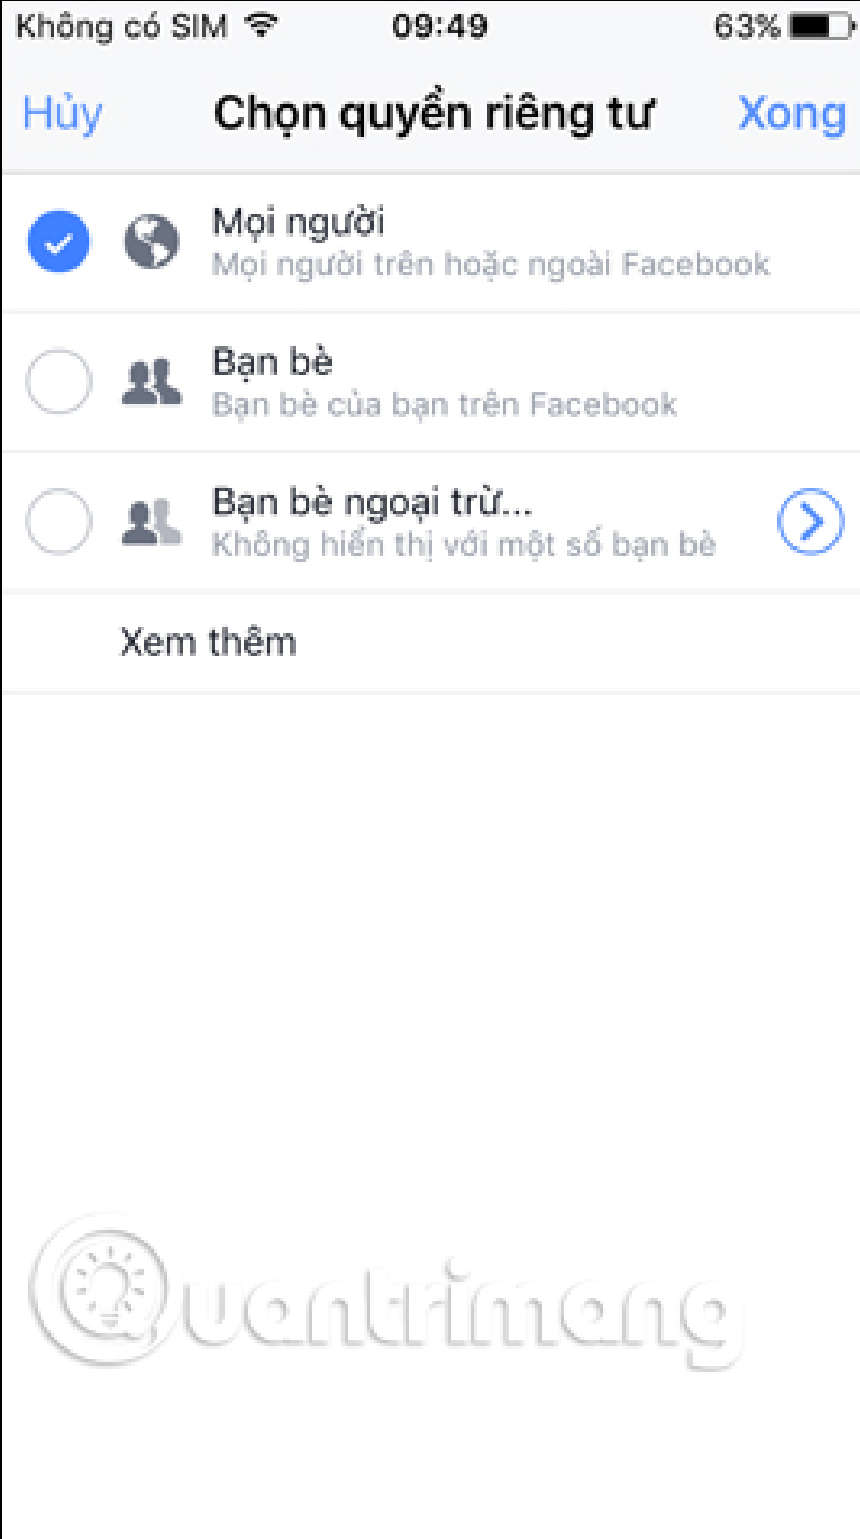 Không có SIM 09:49 63%
Hủy Chọn quyền riêng tư Xong
Mọi người
Mọi người trên hoặc ngoài Facebook
Bạn bè
Bạn bè của bạn trên Facebook
Bạn bè ngoại trừ...
Không hiển thị với một số bạn bè
Xem thêm
Quantrimang